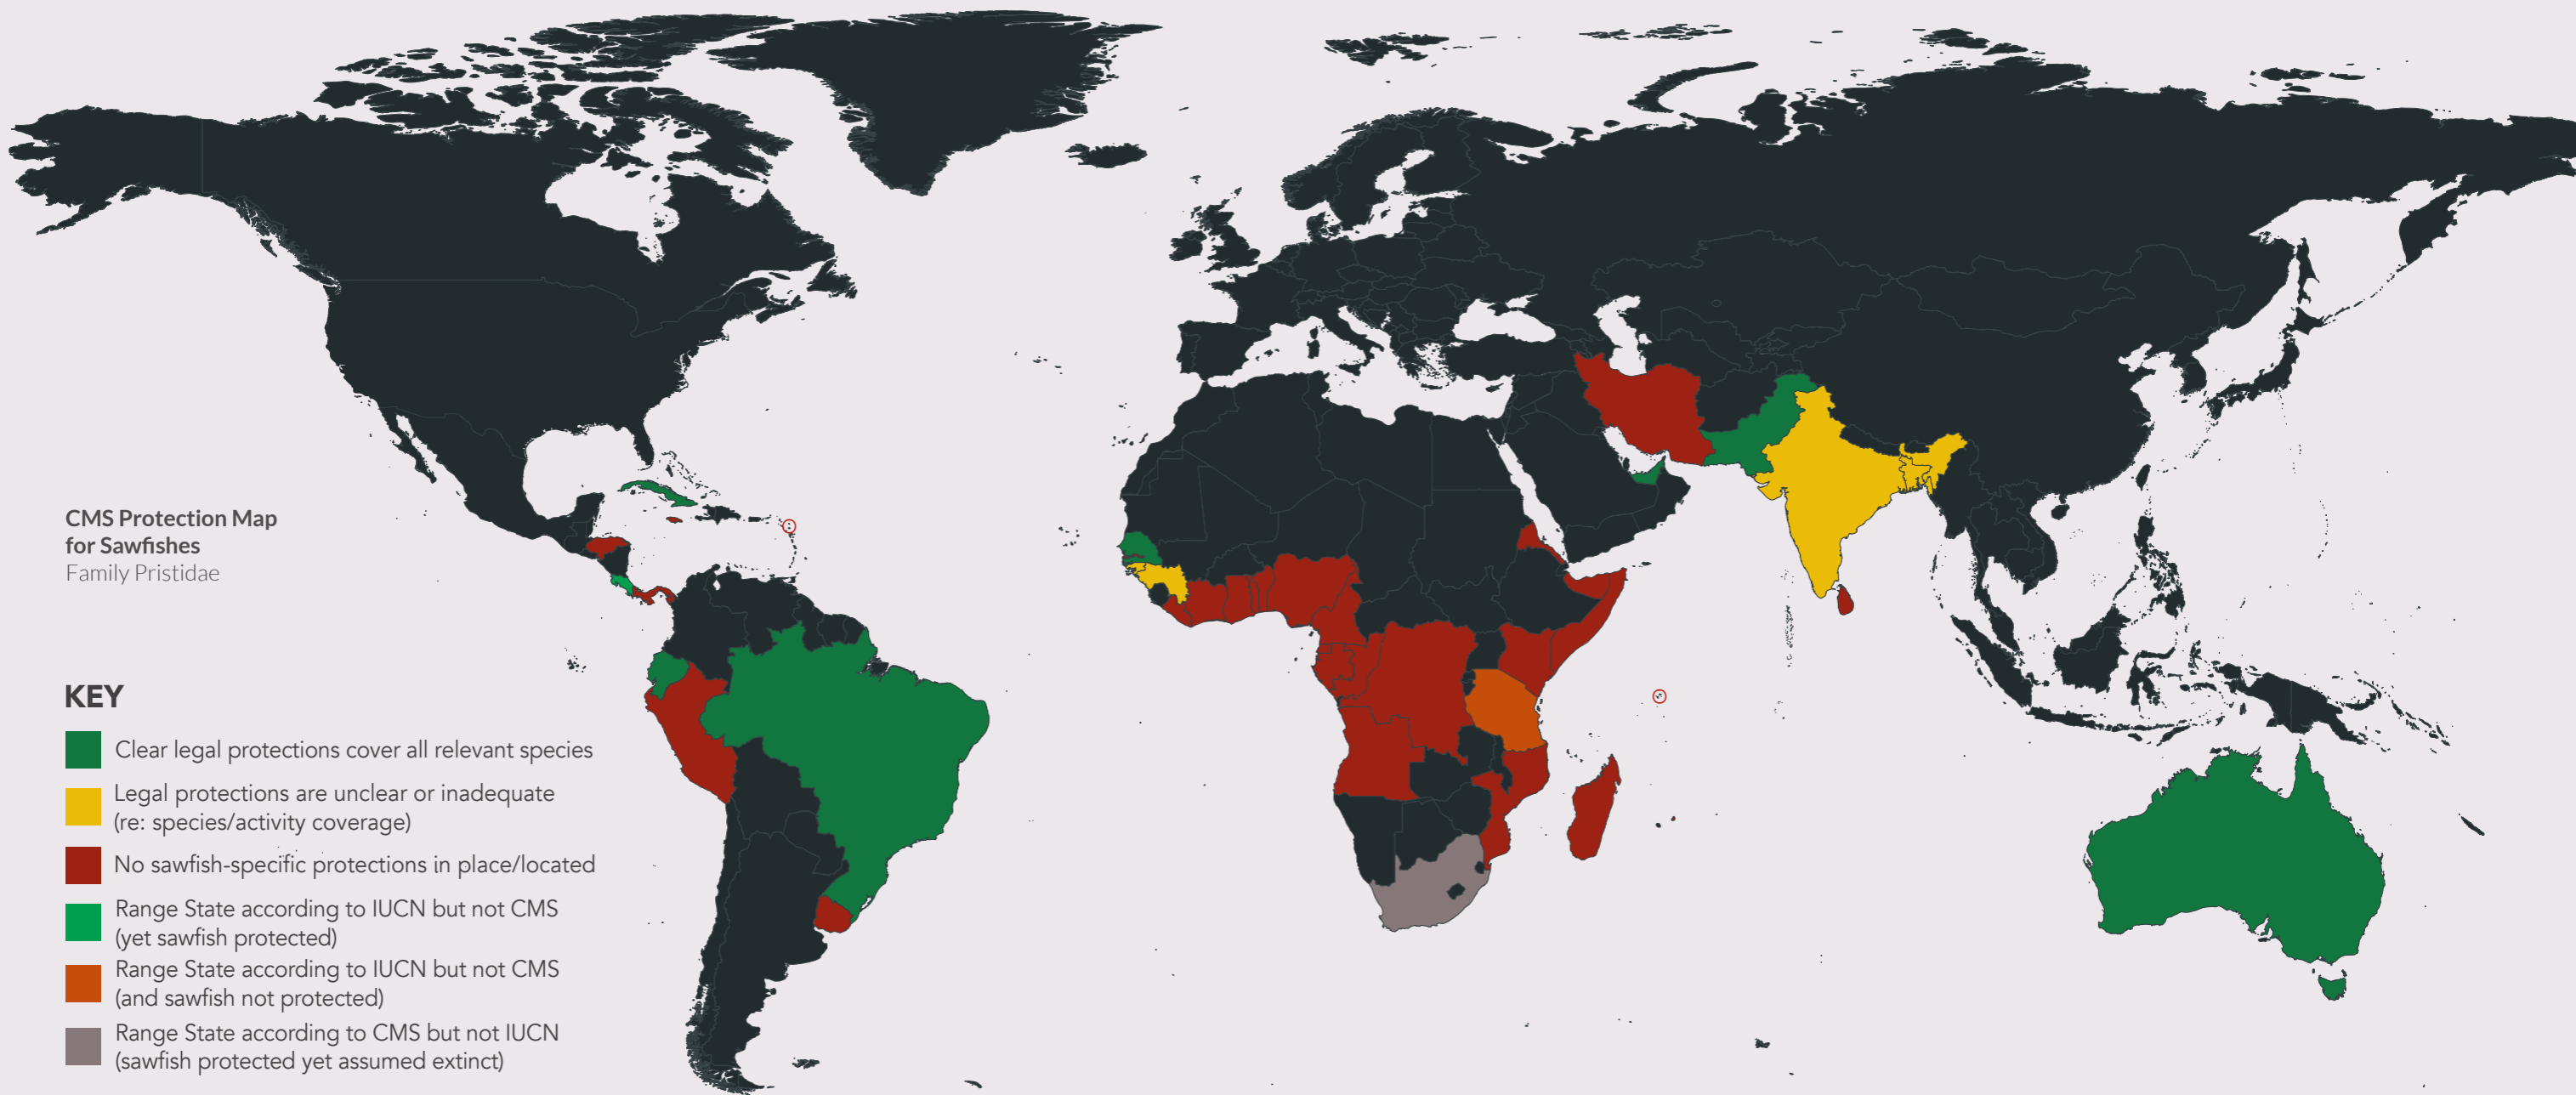 CMS Protection Map
for Sawfishes
Family Pristidae
KEY
Clear legal protections cover all relevant species
Legal protections are unclear or inadequate
(re: species/activity coverage)
No sawfish-specific protections in place/located
Range State according to IUCN but not CMS
(yet sawfish protected)
Range State according to IUCN but not CMS
(and sawfish not protected)
Range State according to CMS but not IUCN
(sawfish protected yet assumed extinct)